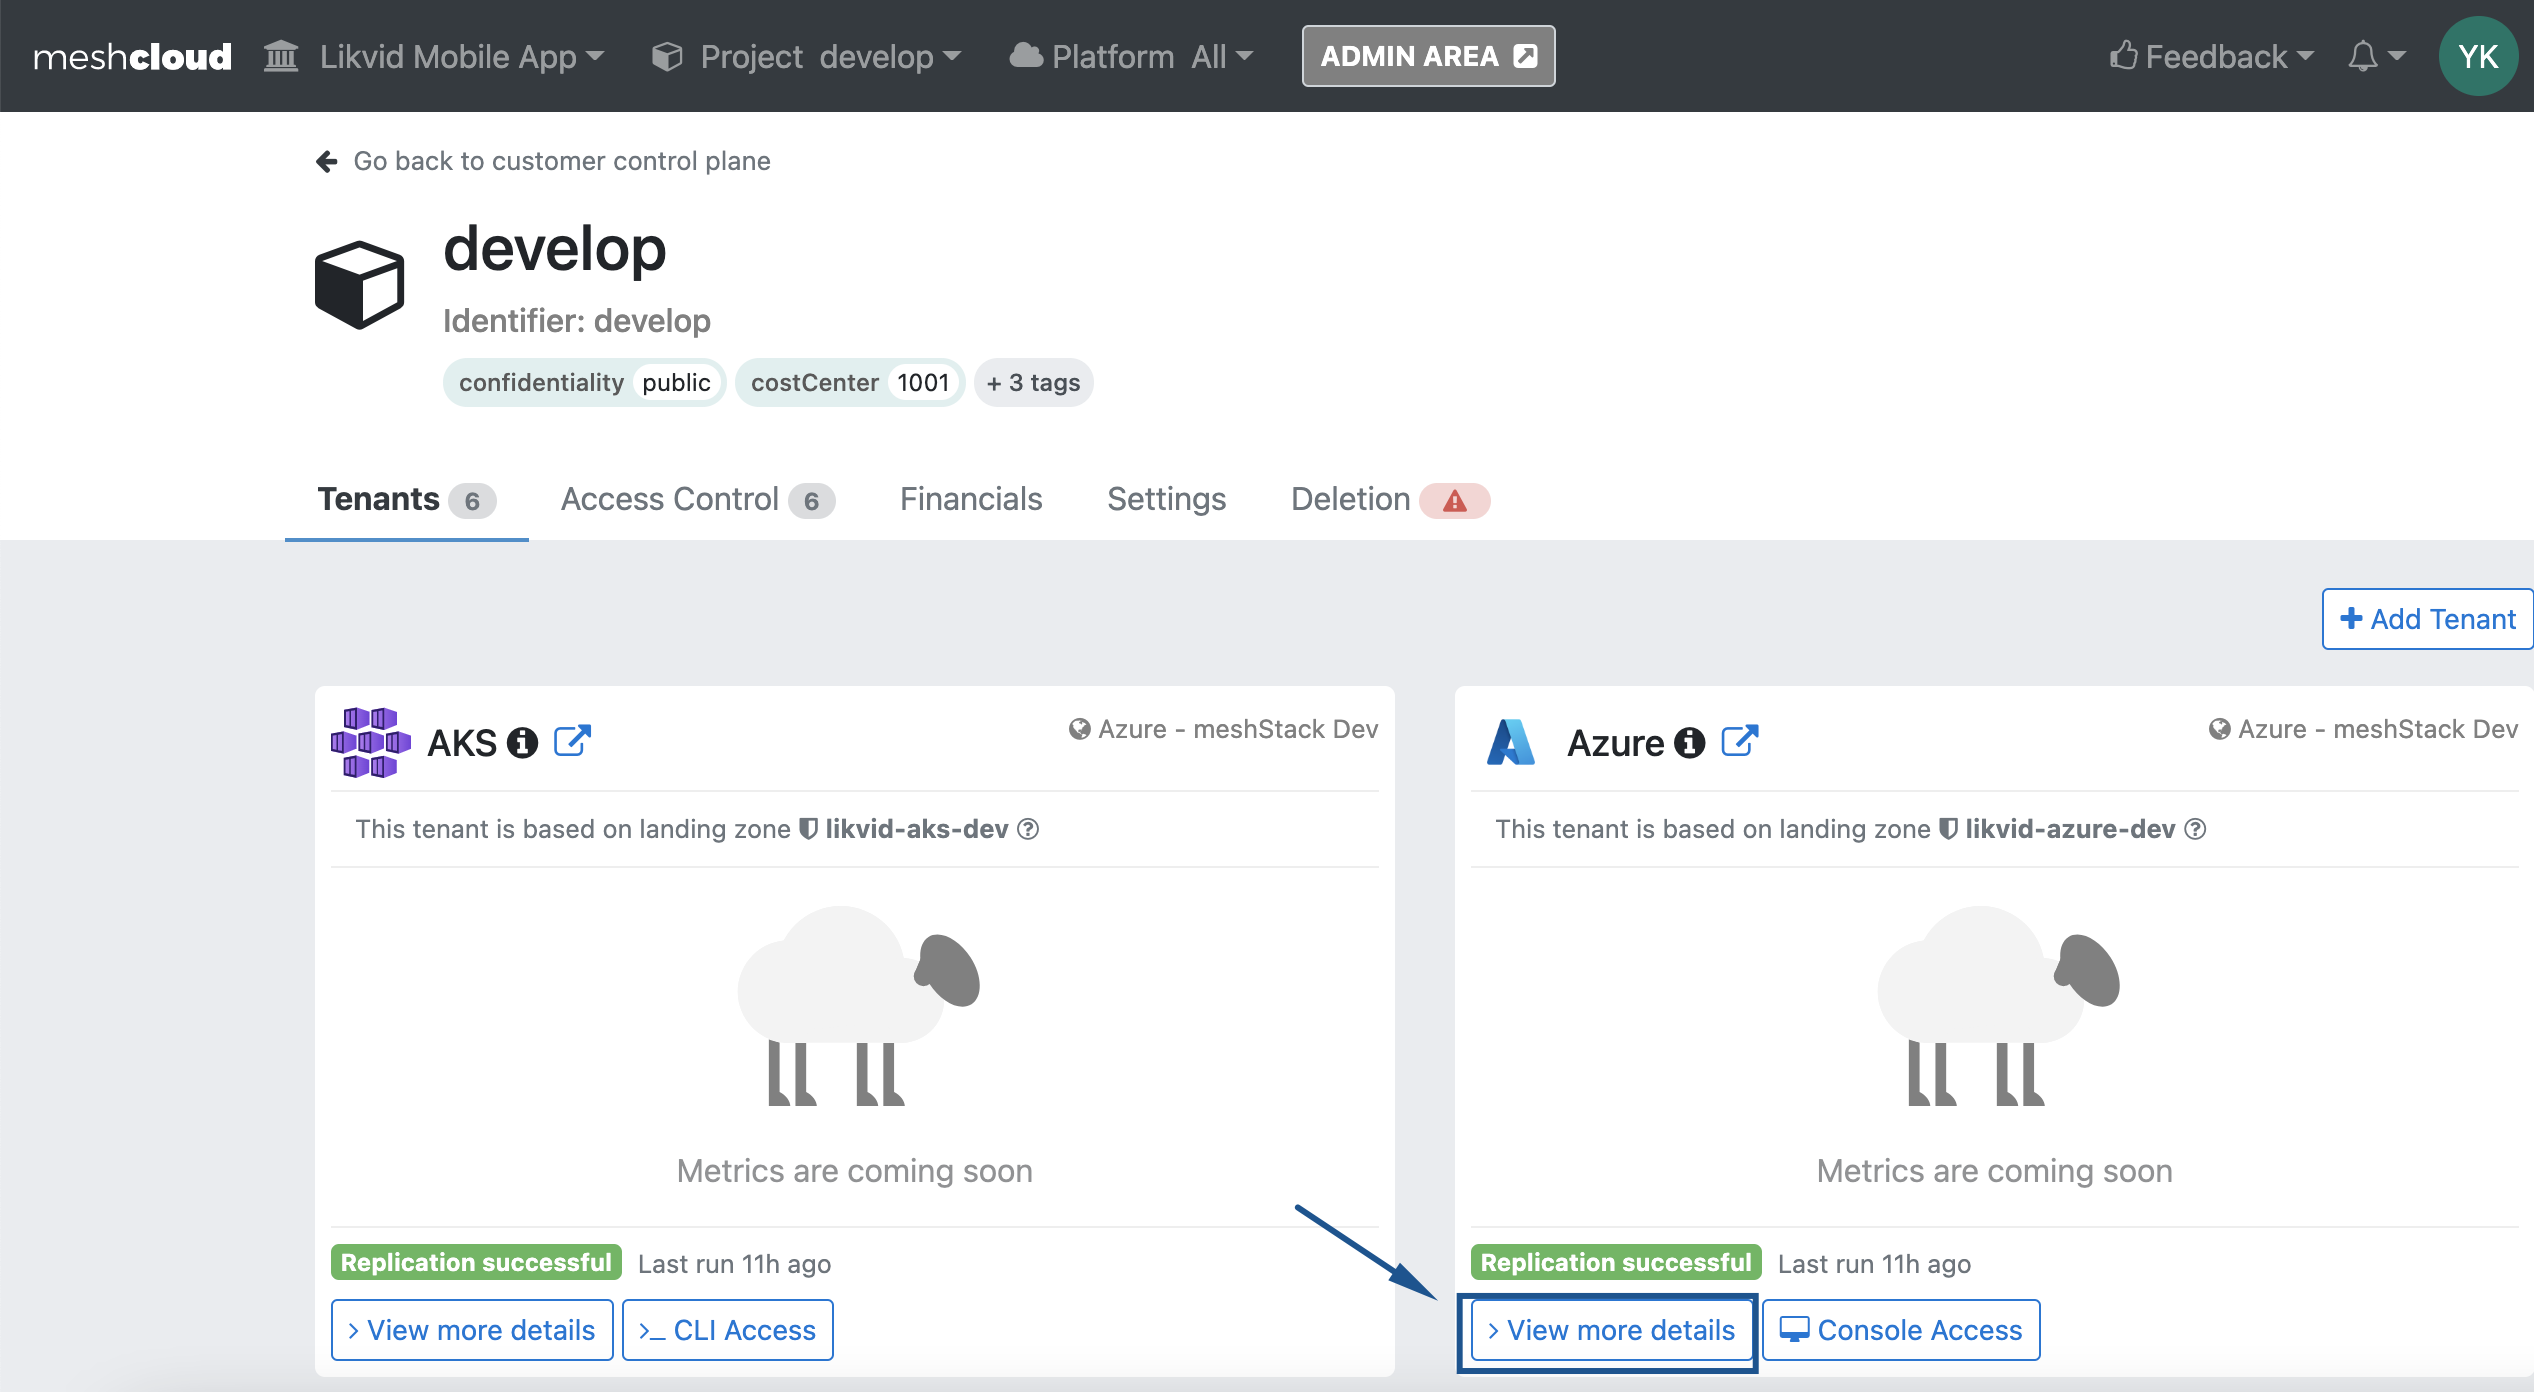 meshcloud Likvid Mobile App Project develop Platform All ADMIN AREA Feedback YK
Go back to customer control plane
develop
Identifier: develop
confidentiality public costCenter 1001 + 3 tags
Tenants 6 Access Control 6 Financials Settings Deletion
Add Tenant
AKS Azure - meshStack Dev
This tenant is based on landing zone likvid-aks-dev
Metrics are coming soon
Replication successful Last run 11h ago
View more details CLI Access
Azure Azure - meshStack Dev
This tenant is based on landing zone likvid-azure-dev
Metrics are coming soon
Replication successful Last run 11h ago
View more details Console Access